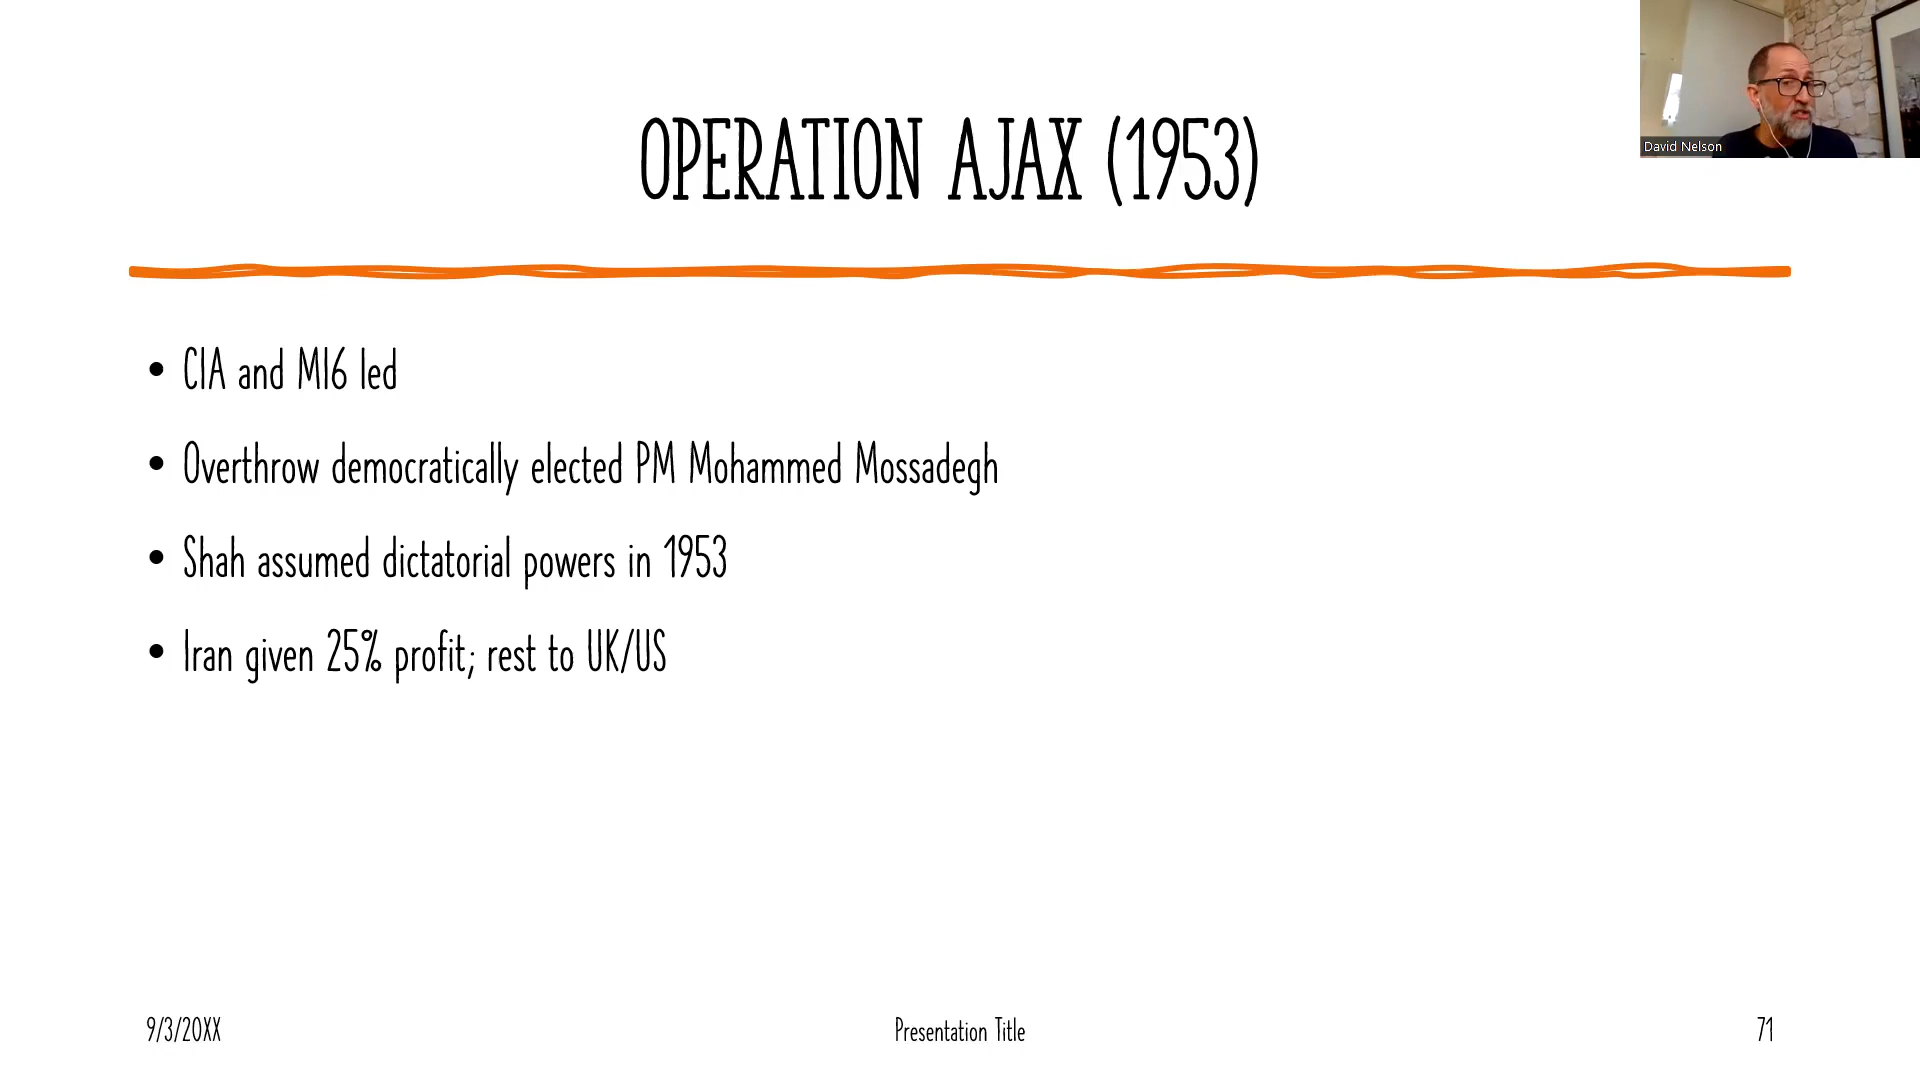 David Nelson
OPERATION AJAX (1953)
• CIA and MI6 led
• Overthrow democratically elected PM Mohammed Mossadegh
• Shah assumed dictatorial powers in 1953
• Iran given 25% profit; rest to UK/US
9/3/20XX
Presentation Title
71